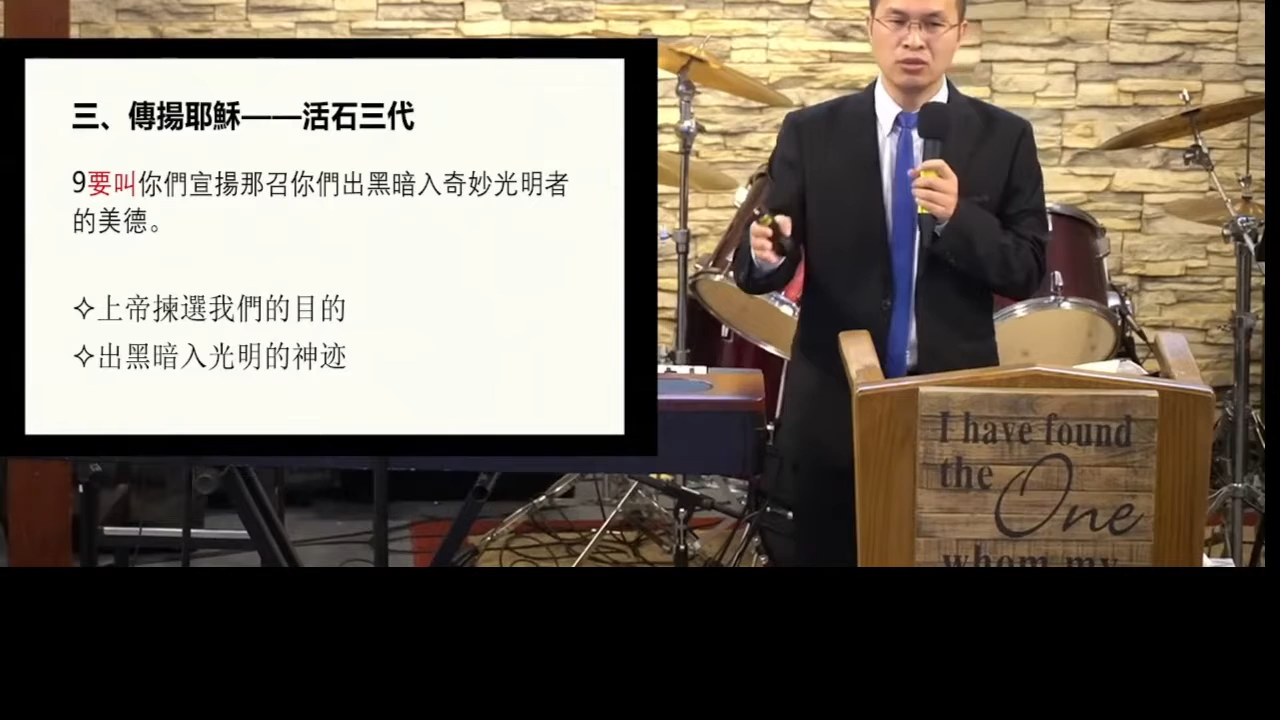 三、傳揚耶穌——活石三代
9要叫你們宣揚那召你們出黑暗入奇妙光明者
的美德。
✧上帝揀選我們的目的
✧出黑暗入光明的神迹
I have found
the One
whom my